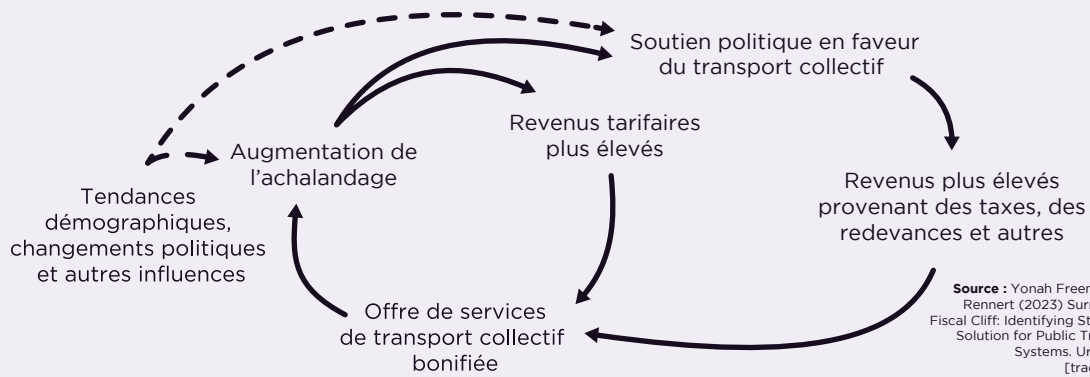 Soutien politique en faveur
du transport collectif
Revenus tarifaires
plus élevés
Augmentation de
l'achalandage
Tendances
démographiques,
changements politiques
et autres influences
Revenus plus élevés
provenant des taxes, des
redevances et autres
Offre de services
de transport collectif
bonifiée
Source : Yonah Freem
Rennert (2023) Surr
Fiscal Cliff: Identifying St
Solution for Public Tr
Systems. Ur
[trac